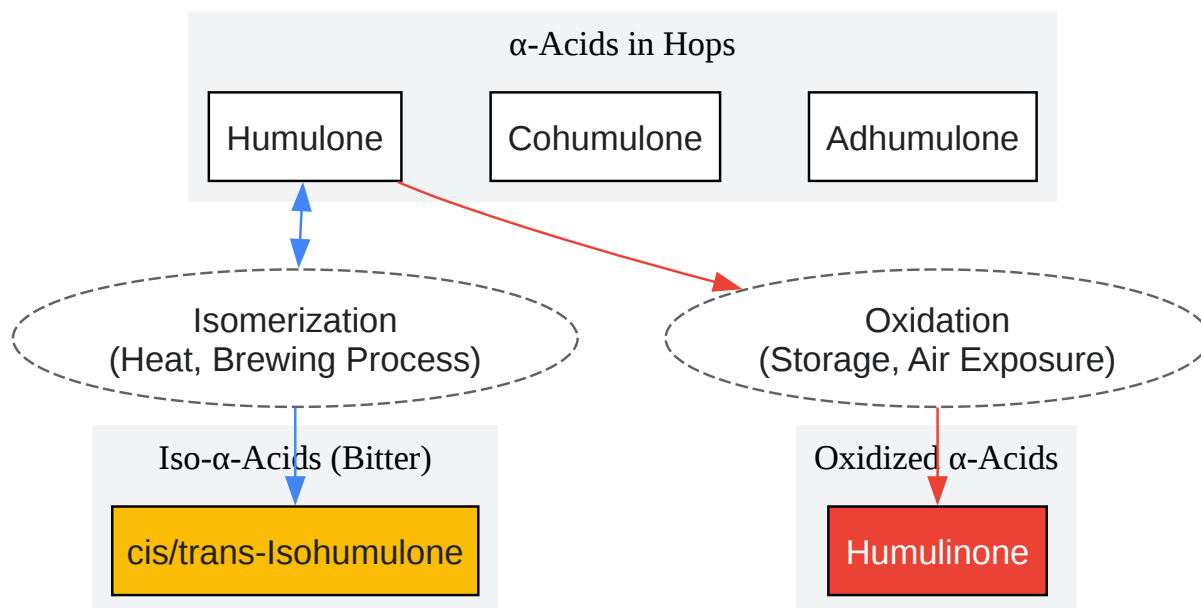 α-Acids in Hops
Humulone
Cohumulone
Adhumulone
Isomerization
(Heat, Brewing Process)
Oxidation
(Storage, Air Exposure)
Iso-α-Acids (Bitter)
Oxidized α-Acids
cis/trans-Isohumulone
Humulinone